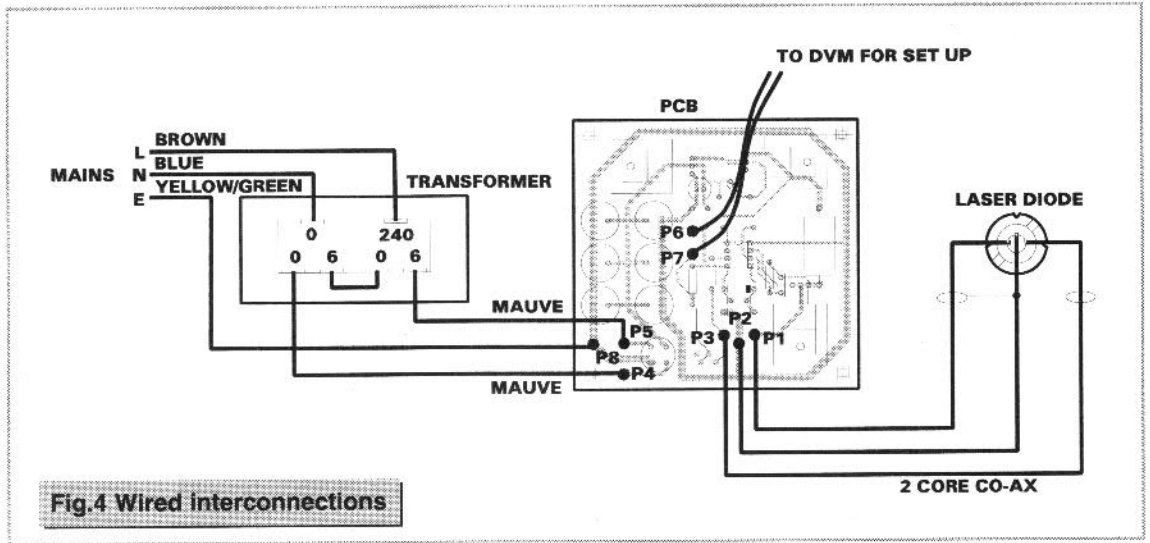 TO DVM FOR SET UP
PCB
MAINS
L BROWN
N BLUE
E YELLOW/GREEN
TRANSFORMER
0 240
0 6 0 6
LASER DIODE
P6
P7
MAUVE
P5
P8
P4
MAUVE
P3 P2 P1
2 CORE CO-AX
Fig.4 Wired interconnections